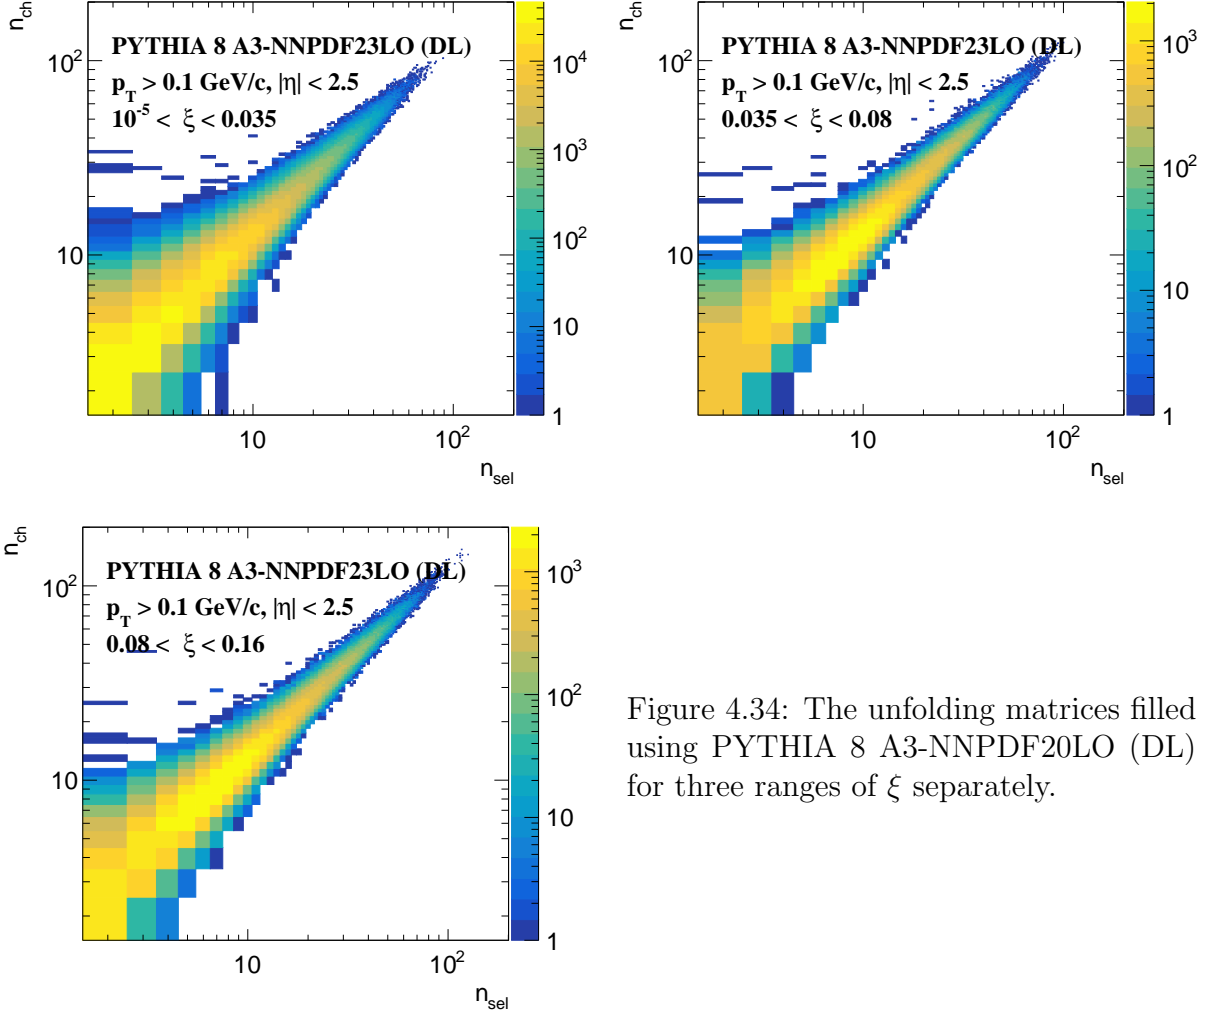 n_ch
PYTHIA 8 A3-NNPDF23LO (DL)
p_T > 0.1 GeV/c, |η| < 2.5
10^-5 < ξ < 0.035
10^2
10
10
10^2
n_sel
10^4
10^3
10^2
10
1
n_ch
PYTHIA 8 A3-NNPDF23LO (DL)
p_T > 0.1 GeV/c, |η| < 2.5
0.035 < ξ < 0.08
10^2
10
10
10^2
n_sel
10^3
10^2
10
1
n_ch
PYTHIA 8 A3-NNPDF23LO (DL)
p_T > 0.1 GeV/c, |η| < 2.5
0.08 < ξ < 0.16
10^2
10
10
10^2
n_sel
10^3
10^2
10
1
Figure 4.34: The unfolding matrices filled
using PYTHIA 8 A3-NNPDF20LO (DL)
for three ranges of ξ separately.